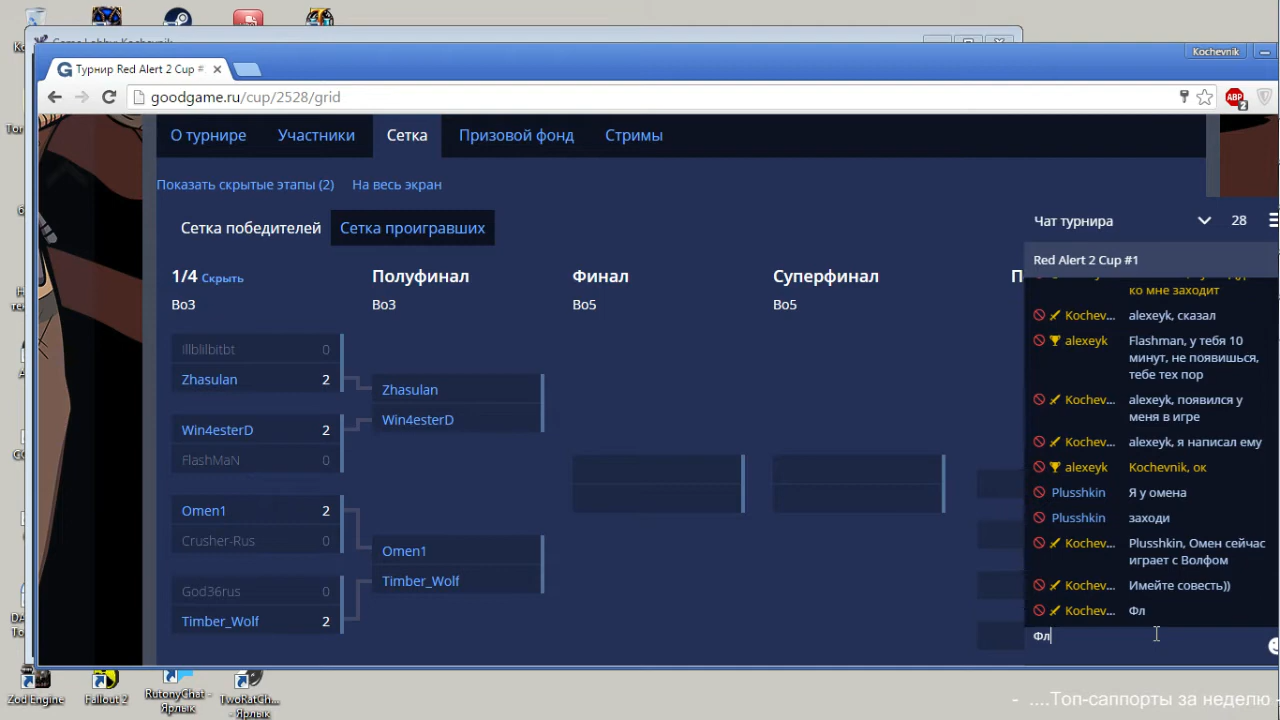 Game Lobby: Kochevnik
Kochevnik
Турнир Red Alert 2 Cup #
goodgame.ru/cup/2528/grid
ABP
2
О турнире Участники Сетка Призовой фонд Стримы
Показать скрытые этапы (2) На весь экран
Сетка победителей Сетка проигравших
Чат турнира 28
Red Alert 2 Cup #1
1/4 Скрыть Полуфинал Финал Суперфинал
Bo3 Bo3 Bo5 Bo5
Illblilbitbt 0
Zhasulan 2
Win4esterD 2
FlashMaN 0
Omen1 2
Crusher-Rus 0
God36rus 0
Timber_Wolf 2
Zhasulan
Win4esterD
Omen1
Timber_Wolf
ко мне заходит
Kochev... alexeyk, сказал
alexeyk Flashman, у тебя 10
минут, не появишься,
тебе тех пор
Kochev... alexeyk, появился у
меня в игре
Kochev... alexeyk, я написал ему
alexeyk Kochevnik, ок
Plusshkin Я у омена
Plusshkin заходи
Kochev... Plusshkin, Омен сейчас
играет с Волфом
Kochev... Имейте совесть))
Kochev... Фл
Фл
Zod Engine
Fallout 2
RutonyChat -
Ярлык
TwoRatCh...
- Ярлык
- ....Топ-саппорты за неделю -